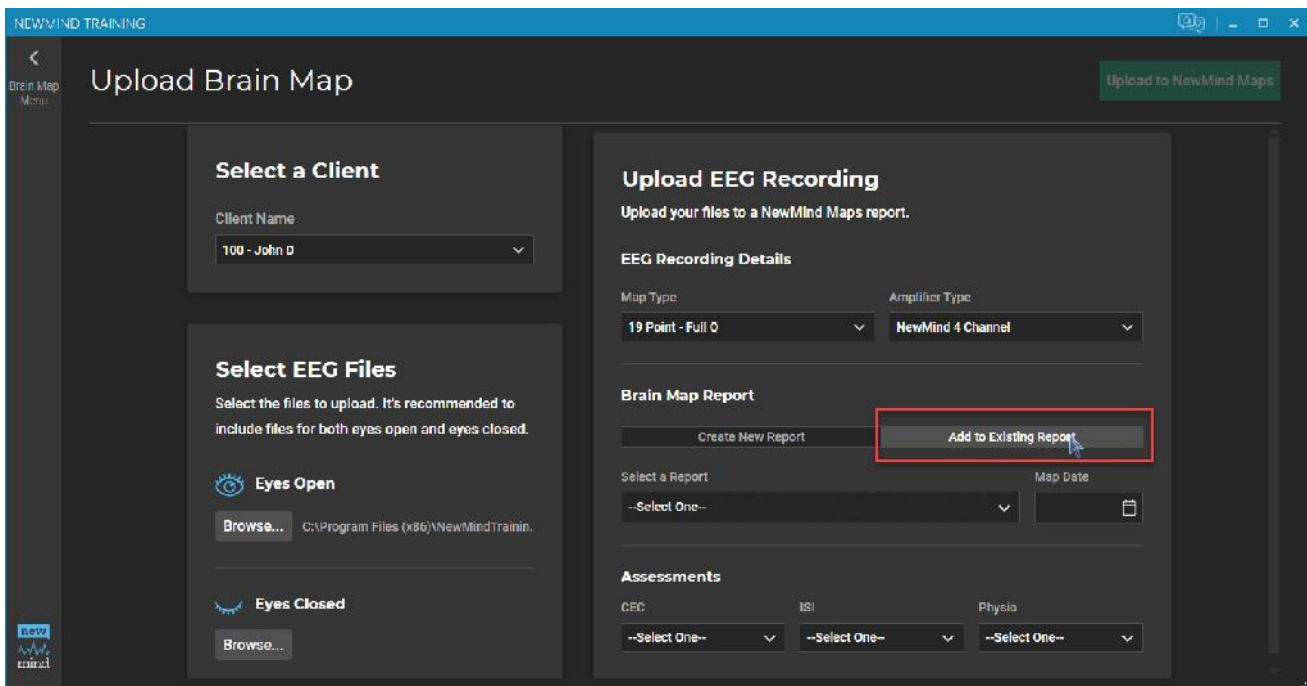 NEWMIND TRAINING
Brain Map
Menu
Upload Brain Map
Upload to NewMind Maps
Select a Client
Client Name
100 - John D
Select EEG Files
Select the files to upload. It's recommended to
include files for both eyes open and eyes closed.
Eyes Open
Browse... C:\Program Files (x86)\NewMindTrainin.
Eyes Closed
Browse...
Upload EEG Recording
Upload your files to a NewMind Maps report.
EEG Recording Details
Map Type Amplifier Type
19 Point - Full Q NewMind 4 Channel
Brain Map Report
Create New Report Add to Existing Report
Select a Report Map Date
--Select One--
Assessments
CEC ISI Physio
--Select One-- --Select One-- --Select One--
new
mind